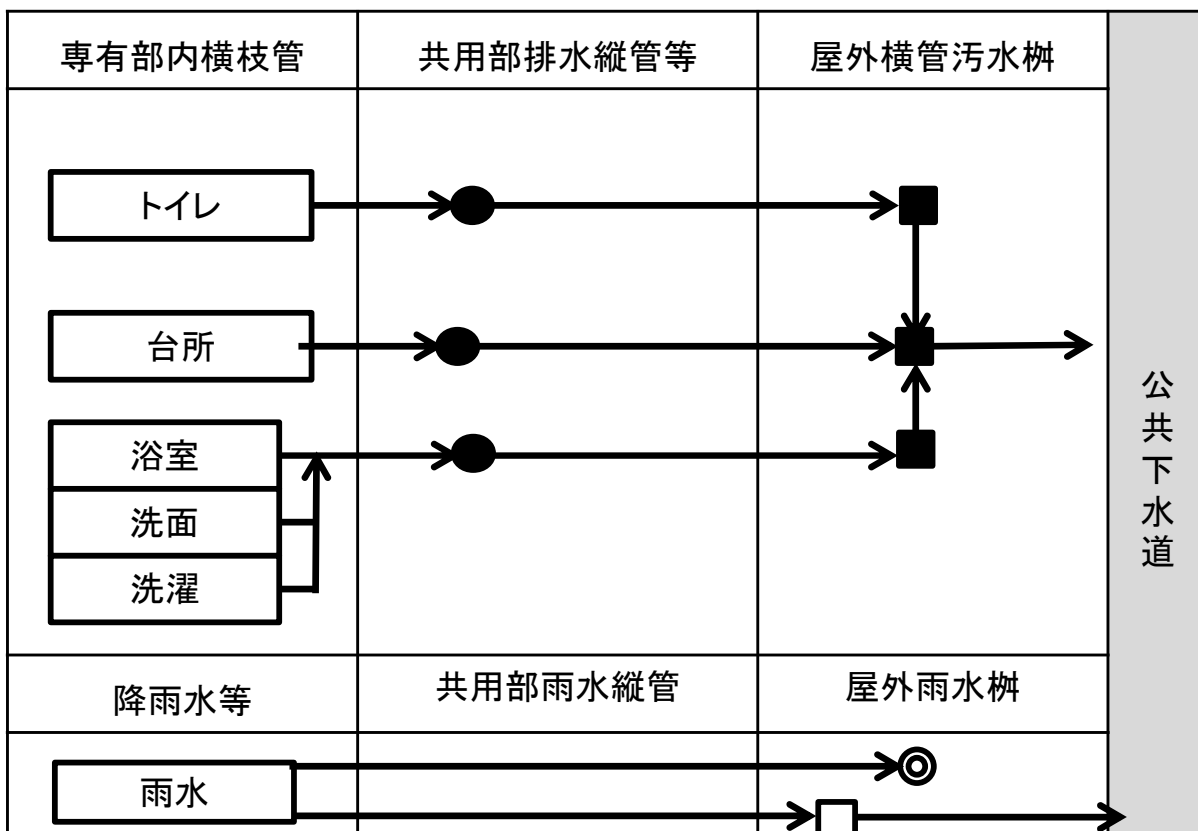 専有部内横枝管
共用部排水縦管等
屋外横管汚水桝
トイレ
台所
浴室
洗面
洗濯
公共下水道
降雨水等
共用部雨水縦管
屋外雨水桝
雨水